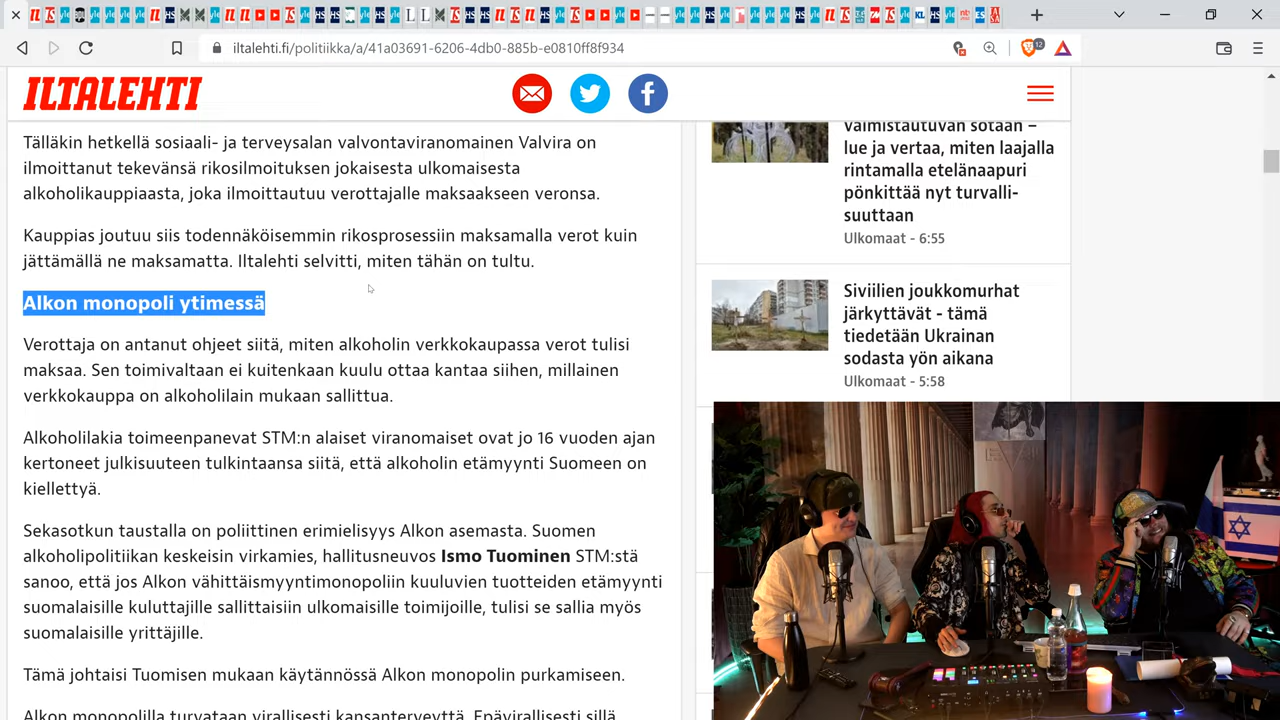 iltalehti.fi/politiikka/a/41a03691-6206-4db0-885b-e0810ff8f934
12
ILTALEHTI
Tälläkin hetkellä sosiaali- ja terveysalan valvontaviranomainen Valvira on
ilmoittanut tekevänsä rikosilmoituksen jokaisesta ulkomaisesta
alkoholikauppiaasta, joka ilmoittautuu verottajalle maksaakseen veronsa.
Kauppias joutuu siis todennäköisemmin rikosprosessiin maksamalla verot kuin
jättämällä ne maksamatta. Iltalehti selvitti, miten tähän on tultu.
Alkon monopoli ytimessä
Verottaja on antanut ohjeet siitä, miten alkoholin verkkokaupassa verot tulisi
maksaa. Sen toimivaltaan ei kuitenkaan kuulu ottaa kantaa siihen, millainen
verkkokauppa on alkoholilain mukaan sallittua.
Alkoholilakia toimeenpanevat STM:n alaiset viranomaiset ovat jo 16 vuoden ajan
kertoneet julkisuuteen tulkintaansa siitä, että alkoholin etämyynti Suomeen on
kiellettyä.
Sekasotkun taustalla on poliittinen erimielisyys Alkon asemasta. Suomen
alkoholipolitiikan keskeisin virkamies, hallitusneuvos Ismo Tuominen STM:stä
sanoo, että jos Alkon vähittäismyyntimonopoliin kuuluvien tuotteiden etämyynti
suomalaisille kuluttajille sallittaisiin ulkomaisille toimijoille, tulisi se sallia myös
suomalaisille yrittäjille.
Tämä johtaisi Tuomisen mukaan käytännössä Alkon monopolin purkamiseen.
Alkon monopolilla turvataan virallisesti kansanterveyttä. Epävirallisesti sillä
valmistautuvan sotaan –
lue ja vertaa, miten laajalla
rintamalla etelänaapuri
pönkittää nyt turvalli-
suuttaan
Ulkomaat - 6:55
Siviilien joukkomurhat
järkyttävät - tämä
tiedetään Ukrainan
sodasta yön aikana
Ulkomaat - 5:58